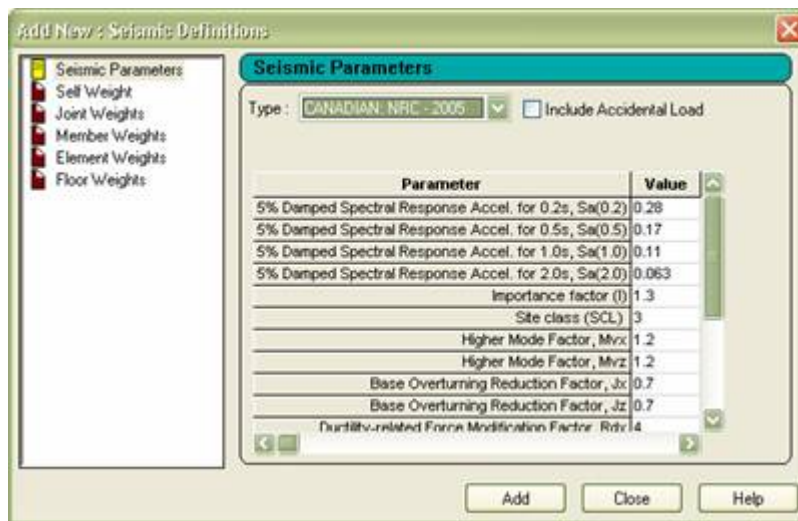 Add New : Seismic Definitions
Seismic Parameters
Self Weight
Joint Weights
Member Weights
Element Weights
Floor Weights
Seismic Parameters
Type : CANADIAN: NRC - 2005 Include Accidental Load
Parameter Value
5% Damped Spectral Response Accel. for 0.2s, Sa(0.2) 0.28
5% Damped Spectral Response Accel. for 0.5s, Sa(0.5) 0.17
5% Damped Spectral Response Accel. for 1.0s, Sa(1.0) 0.11
5% Damped Spectral Response Accel. for 2.0s, Sa(2.0) 0.063
Importance factor (I) 1.3
Site class (SCL) 3
Higher Mode Factor, Mvx 1.2
Higher Mode Factor, Mvz 1.2
Base Overturning Reduction Factor, Jx 0.7
Base Overturning Reduction Factor, Jz 0.7
Ductility-related Force Modification Factor, Rdx 4
Add Close Help